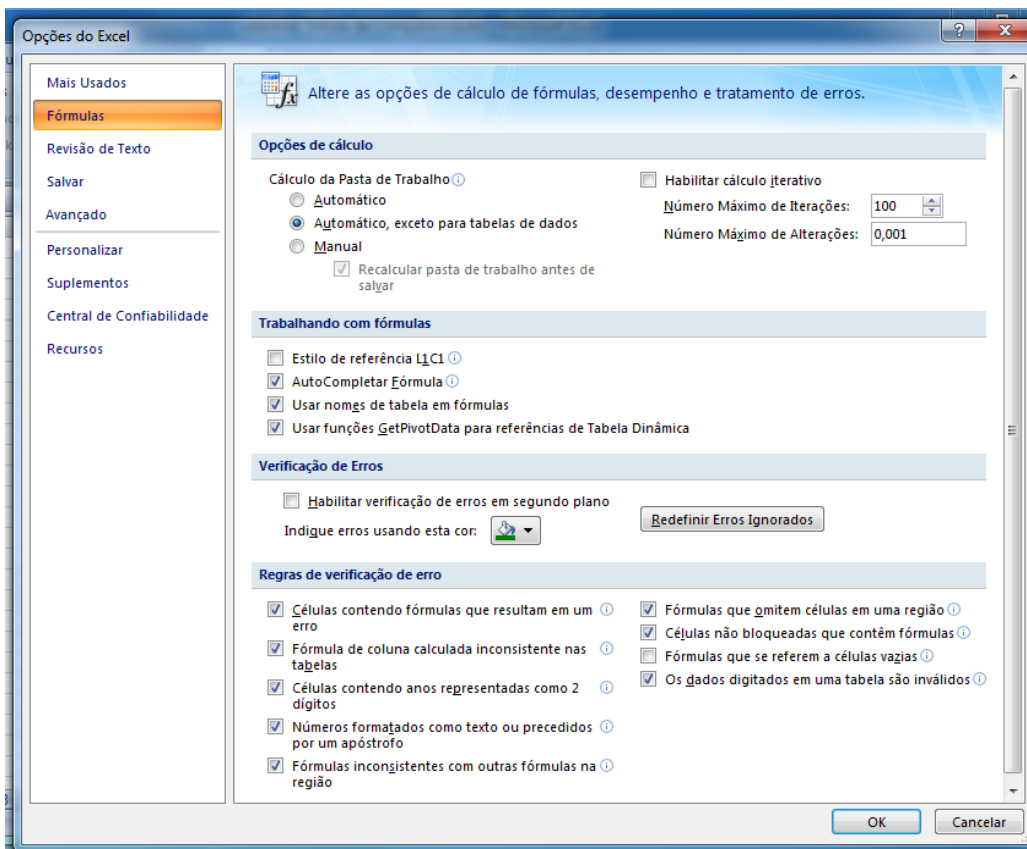 Opções do Excel
Mais Usados
Fórmulas
Revisão de Texto
Salvar
Avançado
Personalizar
Suplementos
Central de Confiabilidade
Recursos
Altere as opções de cálculo de fórmulas, desempenho e tratamento de erros.
Opções de cálculo
Cálculo da Pasta de Trabalho
Automático
Automático, exceto para tabelas de dados
Manual
Recalcular pasta de trabalho antes de
salvar
Habilitar cálculo iterativo
Número Máximo de Iterações: 100
Número Máximo de Alterações: 0,001
Trabalhando com fórmulas
Estilo de referência L1C1
AutoCompletar Fórmula
Usar nomes de tabela em fórmulas
Usar funções GetPivotData para referências de Tabela Dinâmica
Verificação de Erros
Habilitar verificação de erros em segundo plano
Indique erros usando esta cor:
Redefinir Erros Ignorados
Regras de verificação de erro
Células contendo fórmulas que resultam em um
erro
Fórmula de coluna calculada inconsistente nas
tabelas
Células contendo anos representadas como 2
dígitos
Números formatados como texto ou precedidos
por um apóstrofo
Fórmulas inconsistentes com outras fórmulas na
região
Fórmulas que omitem células em uma região
Células não bloqueadas que contêm fórmulas
Fórmulas que se referem a células vazias
Os dados digitados em uma tabela são inválidos
OK
Cancelar